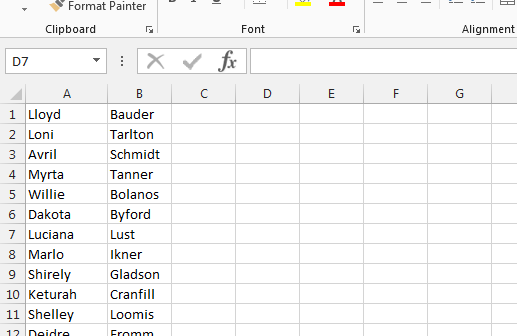 Format Painter
Clipboard Font Alignment
D7 fx
A B C D E F G
1 Lloyd Bauder
2 Loni Tarlton
3 Avril Schmidt
4 Myrta Tanner
5 Willie Bolanos
6 Dakota Byford
7 Luciana Lust
8 Marlo Ikner
9 Shirely Gladson
10 Keturah Cranfill
11 Shelley Loomis
12 Deidre Fromm